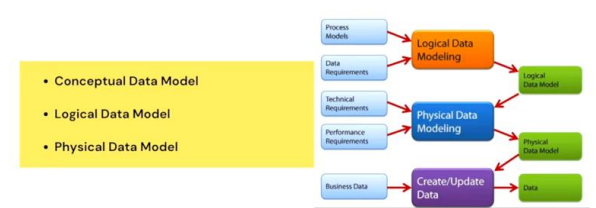 • Conceptual Data Model
• Logical Data Model
• Physical Data Model
Process
Models
Data
Requirements
Logical Data
Modeling
Logical
Data Model
Technical
Requirements
Performance
Requirements
Physical Data
Modeling
Physical
Data Model
Business Data
Create/Update
Data
Data